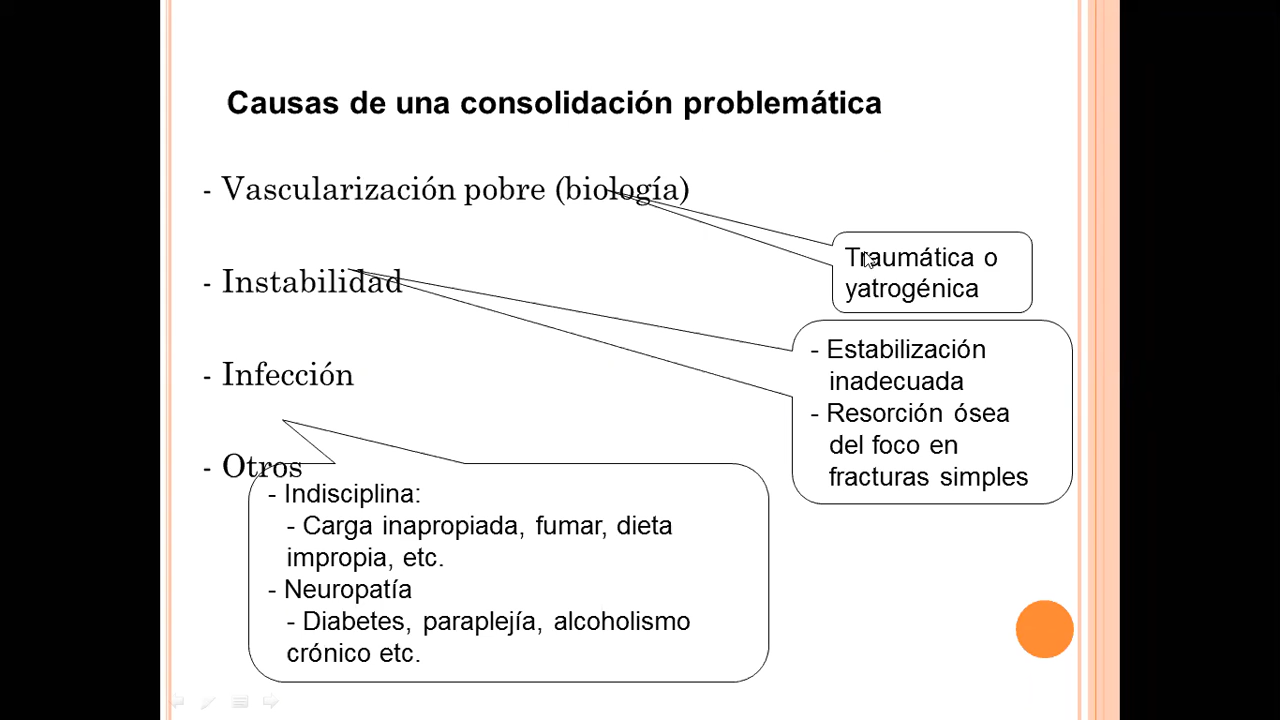 Causas de una consolidación problemática
- Vascularización pobre (biología)
Traumática o
yatrogénica
- Instabilidad
- Estabilización
inadecuada
- Resorción ósea
del foco en
fracturas simples
- Infección
- Otros
- Indisciplina:
- Carga inapropiada, fumar, dieta
impropia, etc.
- Neuropatía
- Diabetes, paraplejía, alcoholismo
crónico etc.